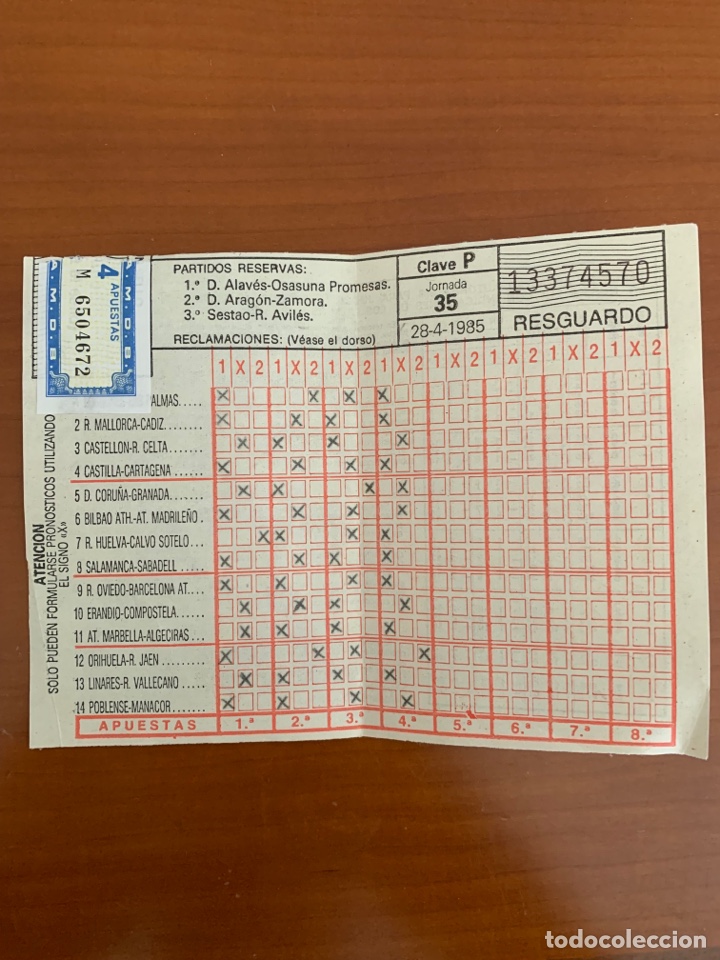 PARTIDOS RESERVAS:
1.º D. Alavés-Osasuna Promesas.
2.º D. Aragón-Zamora.
3.º Sestao-R. Avilés.
RECLAMACIONES: (Véase el dorso)
Clave P
Jornada
35
28-4-1985
13374570
RESGUARDO
4 APUESTAS
M 6504672
A.M.D.B
A.M.D.B
ATENCION
SOLO PUEDEN FORMULARSE PRONOSTICOS UTILIZANDO
EL SIGNO «X»
1 X 2 1 X 2 1 X 2 1 X 2 1 X 2 1 X 2 1 X 2 1 X 2
ALMAS.....
2 R. MALLORCA-CADIZ........
3 CASTELLON-R. CELTA.......
4 CASTILLA-CARTAGENA ......
5 D. CORUÑA-GRANADA.......
6 BILBAO ATH.-AT. MADRILEÑO .
7 R. HUELVA-CALVO SOTELO ...
8 SALAMANCA-SABADELL .....
9 R. OVIEDO-BARCELONA AT....
10 ERANDIO-COMPOSTELA......
11 AT. MARBELLA-ALGECIRAS ...
12 ORIHUELA-R. JAEN .........
13 LINARES-R. VALLECANO .....
14 POBLENSE-MANACOR.......
APUESTAS 1.ª 2.ª 3.ª 4.ª 5.ª 6.ª 7.ª 8.ª
todocoleccion
todocoleccion.net